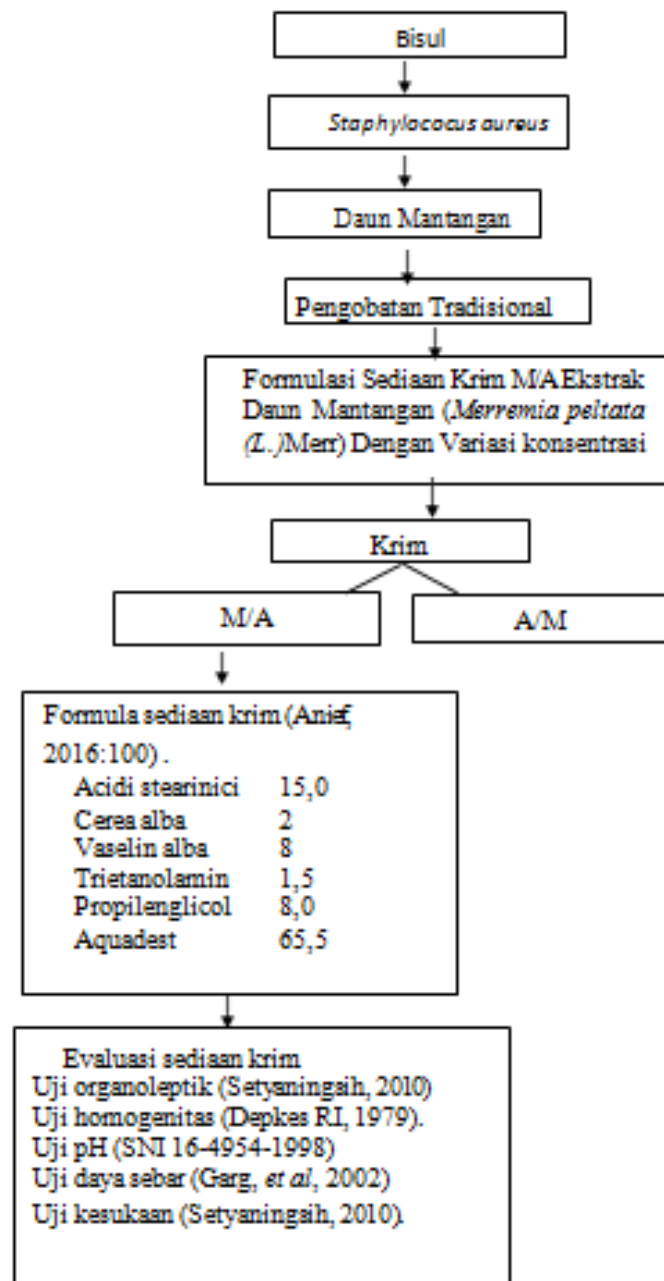 Bisul
Staphylococus aureus
Daun Mantangan
Pengobatan Tradisional
Formulasi Sediaan Krim M/A Ekstrak
Daun Mantangan (Merremia peltata
(L.)Merr) Dengan Variasi konsentrasi
Krim
M/A
A/M
Formula sediaan krim (Anief,
2016:100) .
Acidi stearinici 15,0
Cerea alba 2
Vaselin alba 8
Trietanolamin 1,5
Propilenglicol 8,0
Aquadest 65,5
Evaluasi sediaan krim
Uji organoleptik (Setyaningsih, 2010)
Uji homogenitas (Depkes RI, 1979).
Uji pH (SNI 16-4954-1998)
Uji daya sebar (Garg, et al, 2002)
Uji kesukaan (Setyaningsih, 2010).